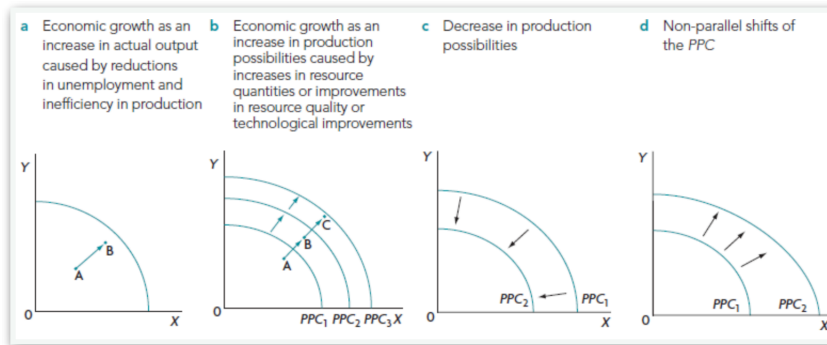 a Economic growth as an
increase in actual output
caused by reductions
in unemployment and
inefficiency in production
b Economic growth as an
increase in production
possibilities caused by
increases in resource
quantities or improvements
in resource quality or
technological improvements
c Decrease in production
possibilities
d Non-parallel shifts of
the PPC
Y
B
A
0
X
Y
C
B
A
0
PPC1 PPC2 PPC3 X
Y
PPC2
PPC1
0
X
Y
PPC1
PPC2
0
X